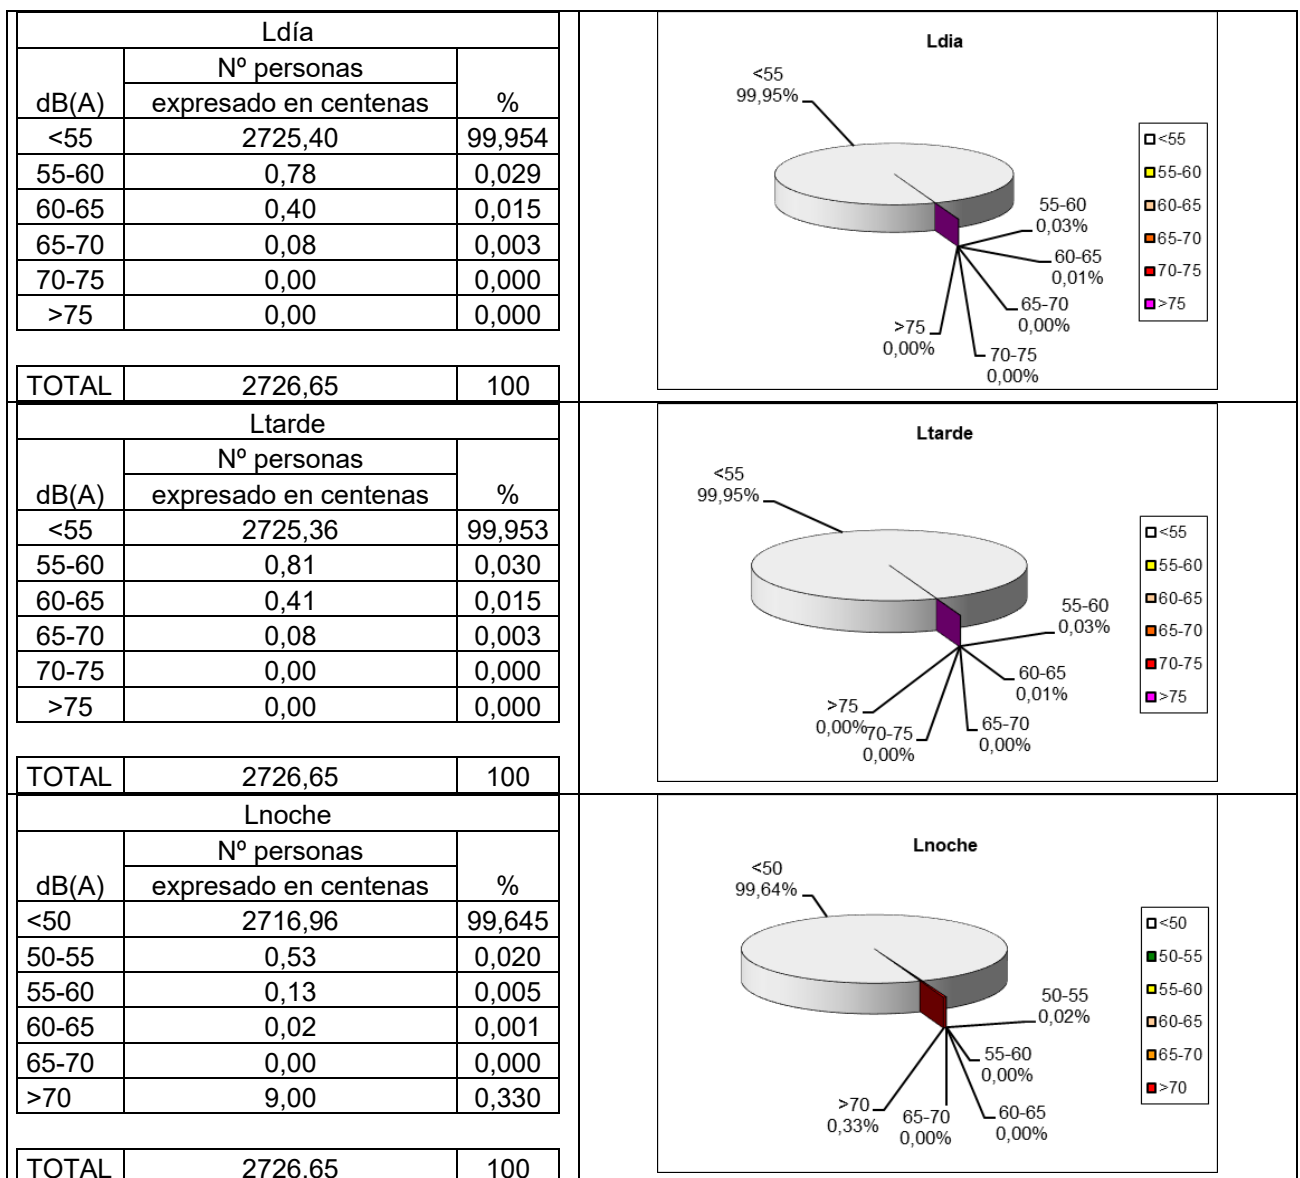 Ldía
Nº personas
dB(A) expresado en centenas %
<55 2725,40 99,954
55-60 0,78 0,029
60-65 0,40 0,015
65-70 0,08 0,003
70-75 0,00 0,000
>75 0,00 0,000
TOTAL 2726,65 100
Ldia
<55
99,95%
55-60
0,03%
60-65
0,01%
65-70
0,00%
70-75
0,00%
>75
0,00%
<55
55-60
60-65
65-70
70-75
>75
Ltarde
Nº personas
dB(A) expresado en centenas %
<55 2725,36 99,953
55-60 0,81 0,030
60-65 0,41 0,015
65-70 0,08 0,003
70-75 0,00 0,000
>75 0,00 0,000
TOTAL 2726,65 100
Ltarde
<55
99,95%
55-60
0,03%
60-65
0,01%
65-70
0,00%
70-75
0,00%
>75
0,00%
<55
55-60
60-65
65-70
70-75
>75
Lnoche
Nº personas
dB(A) expresado en centenas %
<50 2716,96 99,645
50-55 0,53 0,020
55-60 0,13 0,005
60-65 0,02 0,001
65-70 0,00 0,000
>70 9,00 0,330
TOTAL 2726,65 100
Lnoche
<50
99,64%
50-55
0,02%
55-60
0,00%
60-65
0,00%
65-70
0,00%
>70
0,33%
<50
50-55
55-60
60-65
65-70
>70